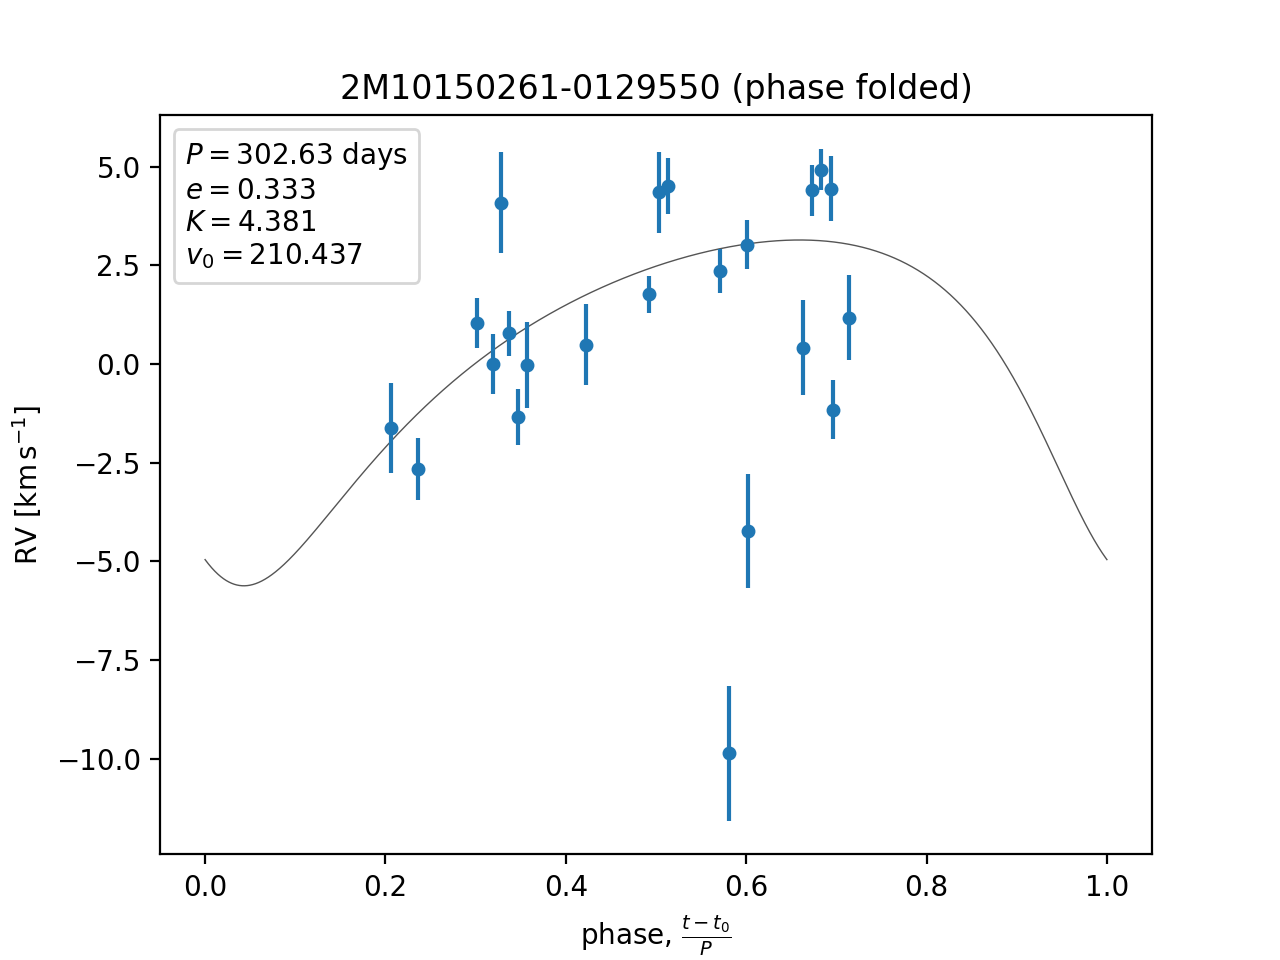 2M10150261-0129550 (phase folded)
P = 302.63 days
e = 0.333
K = 4.381
v₀ = 210.437
RV [km s⁻¹]
5.0
2.5
0.0
−2.5
−5.0
−7.5
−10.0
0.0 0.2 0.4 0.6 0.8 1.0
phase, (t − t₀)/P